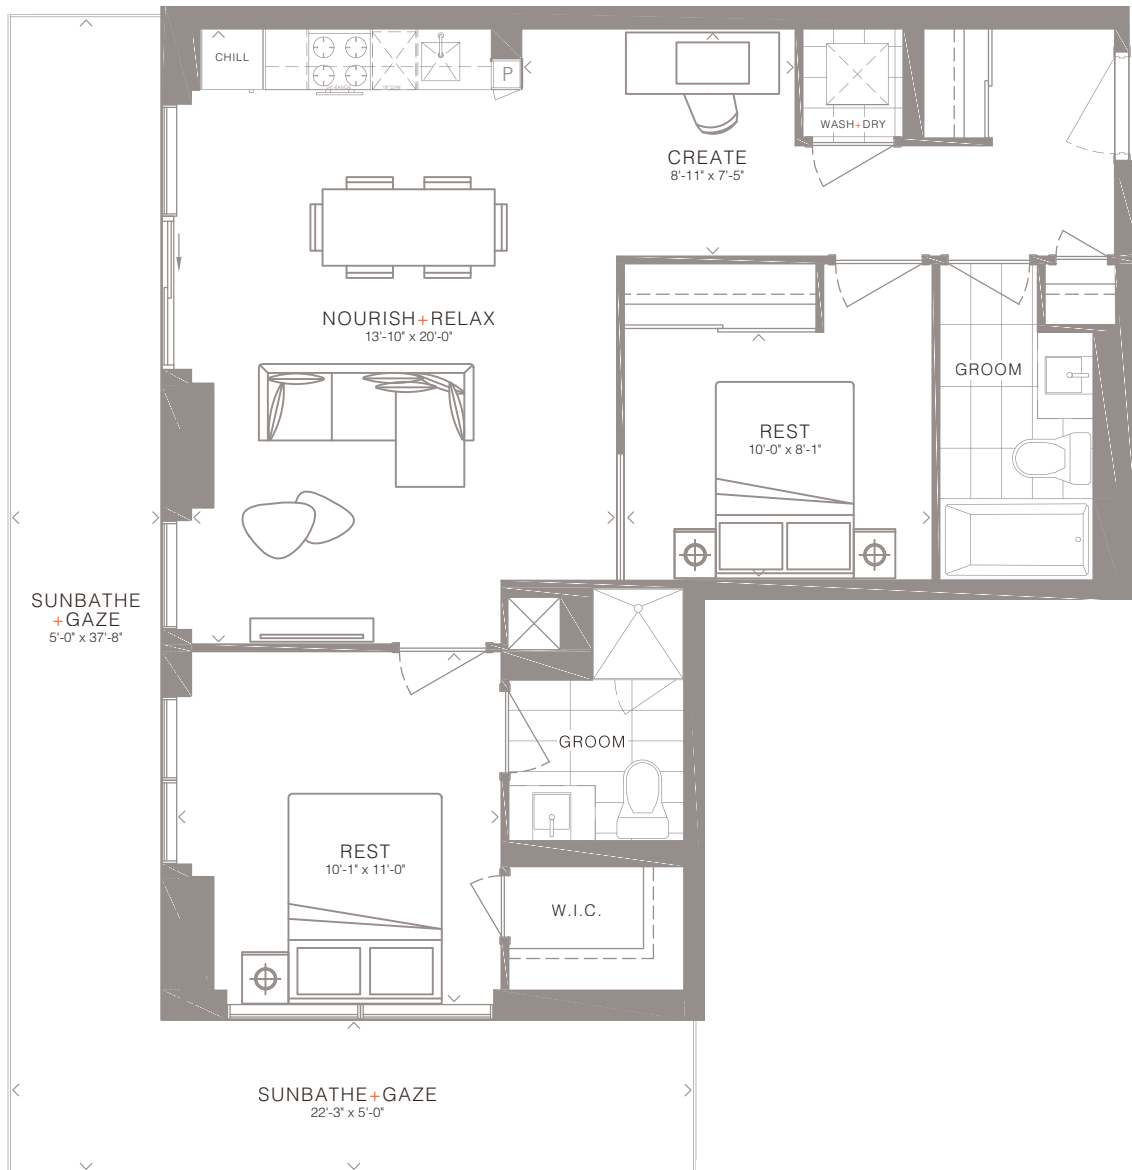 CHILL
P
WASH+DRY
CREATE
8'-11" x 7'-5"
NOURISH+RELAX
13'-10" x 20'-0"
GROOM
REST
10'-0" x 8'-1"
SUNBATHE
+GAZE
5'-0" x 37'-8"
GROOM
REST
10'-1" x 11'-0"
W.I.C.
SUNBATHE+GAZE
22'-3" x 5'-0"